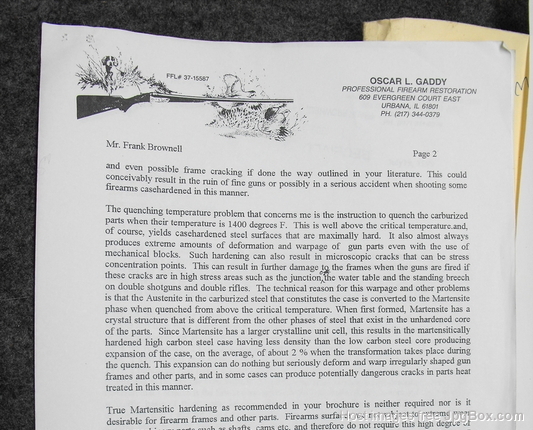 FFL# 37-15587
OSCAR L. GADDY
PROFESSIONAL FIREARM RESTORATION
609 EVERGREEN COURT EAST
URBANA, IL 61801
PH. (217) 344-0379
Mr. Frank Brownell
Page 2
and even possible frame cracking if done the way outlined in your literature. This could
conceivably result in the ruin of fine guns or possibly in a serious accident when shooting some
firearms casehardened in this manner.
The quenching temperature problem that concerns me is the instruction to quench the carburized
parts when their temperature is 1400 degrees F. This is well above the critical temperature.and,
of course, yields casehardened steel surfaces that are maximally hard. It also almost always
produces extreme amounts of deformation and warpage of gun parts even with the use of
mechanical blocks. Such hardening can also result in microscopic cracks that can be stress
concentration points. This can result in further damage to the frames when the guns are fired if
these cracks are in high stress areas such as the junction to the water table and the standing breech
on double shotguns and double rifles. The technical reason for this warpage and other problems
is that the Austenite in the carburized steel that constitutes the case is converted to the Martensite
phase when quenched from above the critical temperature. When first formed, Martensite has a
crystal structure that is different from the other phases of steel that exist in the unhardened core
of the parts. Since Martensite has a larger crystalline unit cell, this results in the martensitically
hardened high carbon steel case having less density than the low carbon steel core producing
expansion of the case, on the average, of about 2 % when the transformation takes place during
the quench. This expansion can do nothing but seriously deform and warp irregularly shaped gun
frames and other parts, and in some cases can produce potentially dangerous cracks in parts heat
treated in this manner.
True Martensitic hardening as recommended in your brochure is neither required nor is it
desirable for firearm frames and other parts. Firearms
parts such as shafts, cams etc. and therefore do not require this high degree of